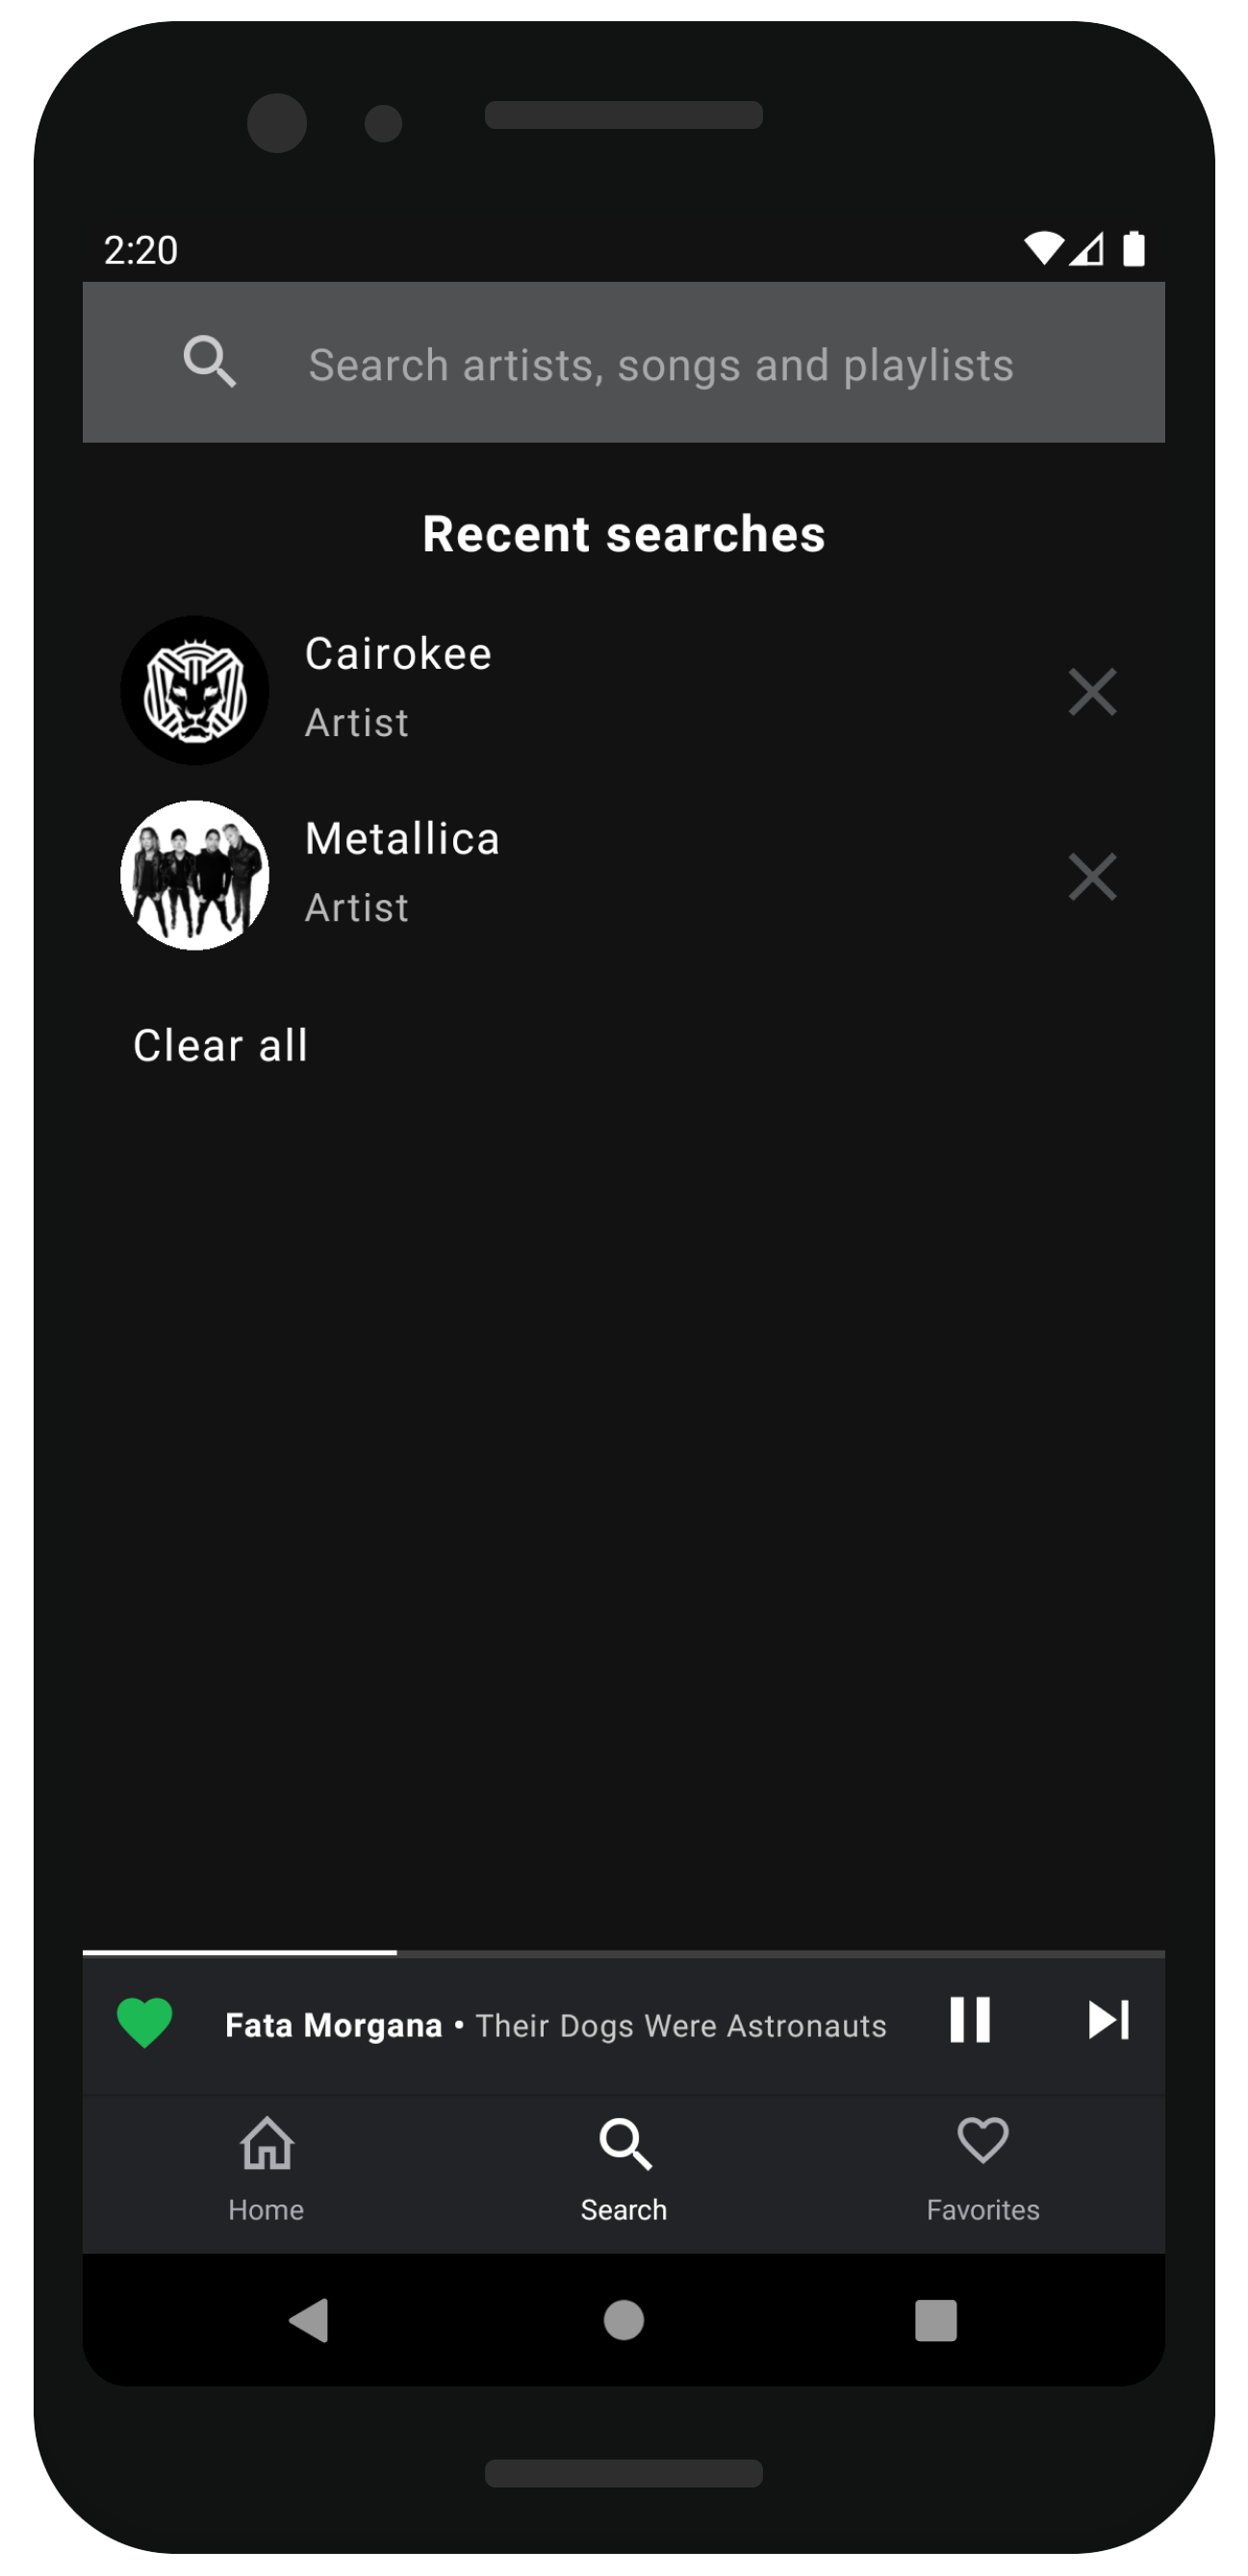 2:20
Search artists, songs and playlists
Recent searches
Cairokee
Artist
Metallica
Artist
Clear all
Fata Morgana • Their Dogs Were Astronauts
Home Search Favorites